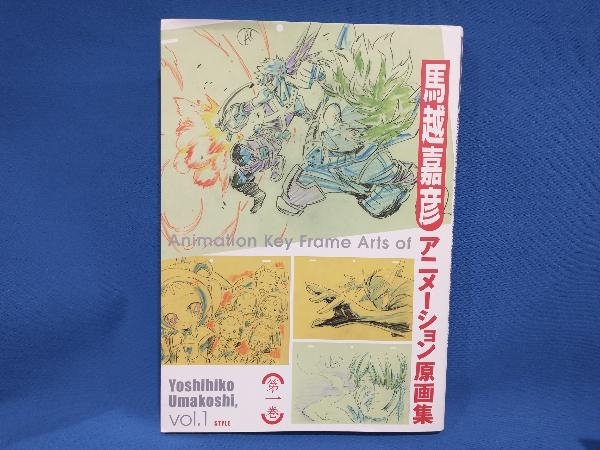 馬越嘉彦
アニメーション原画集
Animation Key Frame Arts of
Yoshihiko
Umakoshi,
vol.1
STYLE
第一巻